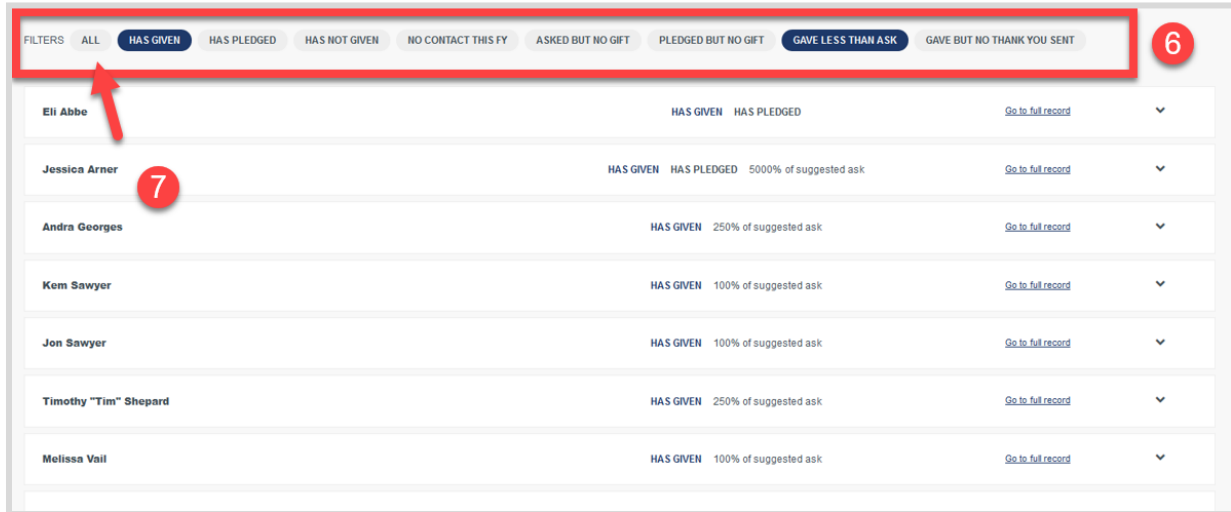 FILTERS ALL HAS GIVEN HAS PLEDGED HAS NOT GIVEN NO CONTACT THIS FY ASKED BUT NO GIFT PLEDGED BUT NO GIFT GAVE LESS THAN ASK GAVE BUT NO THANK YOU SENT
6
Eli Abbe HAS GIVEN HAS PLEDGED Go to full record
Jessica Arner HAS GIVEN HAS PLEDGED 5000% of suggested ask Go to full record
7
Andra Georges HAS GIVEN 250% of suggested ask Go to full record
Kem Sawyer HAS GIVEN 100% of suggested ask Go to full record
Jon Sawyer HAS GIVEN 100% of suggested ask Go to full record
Timothy "Tim" Shepard HAS GIVEN 250% of suggested ask Go to full record
Melissa Vail HAS GIVEN 100% of suggested ask Go to full record